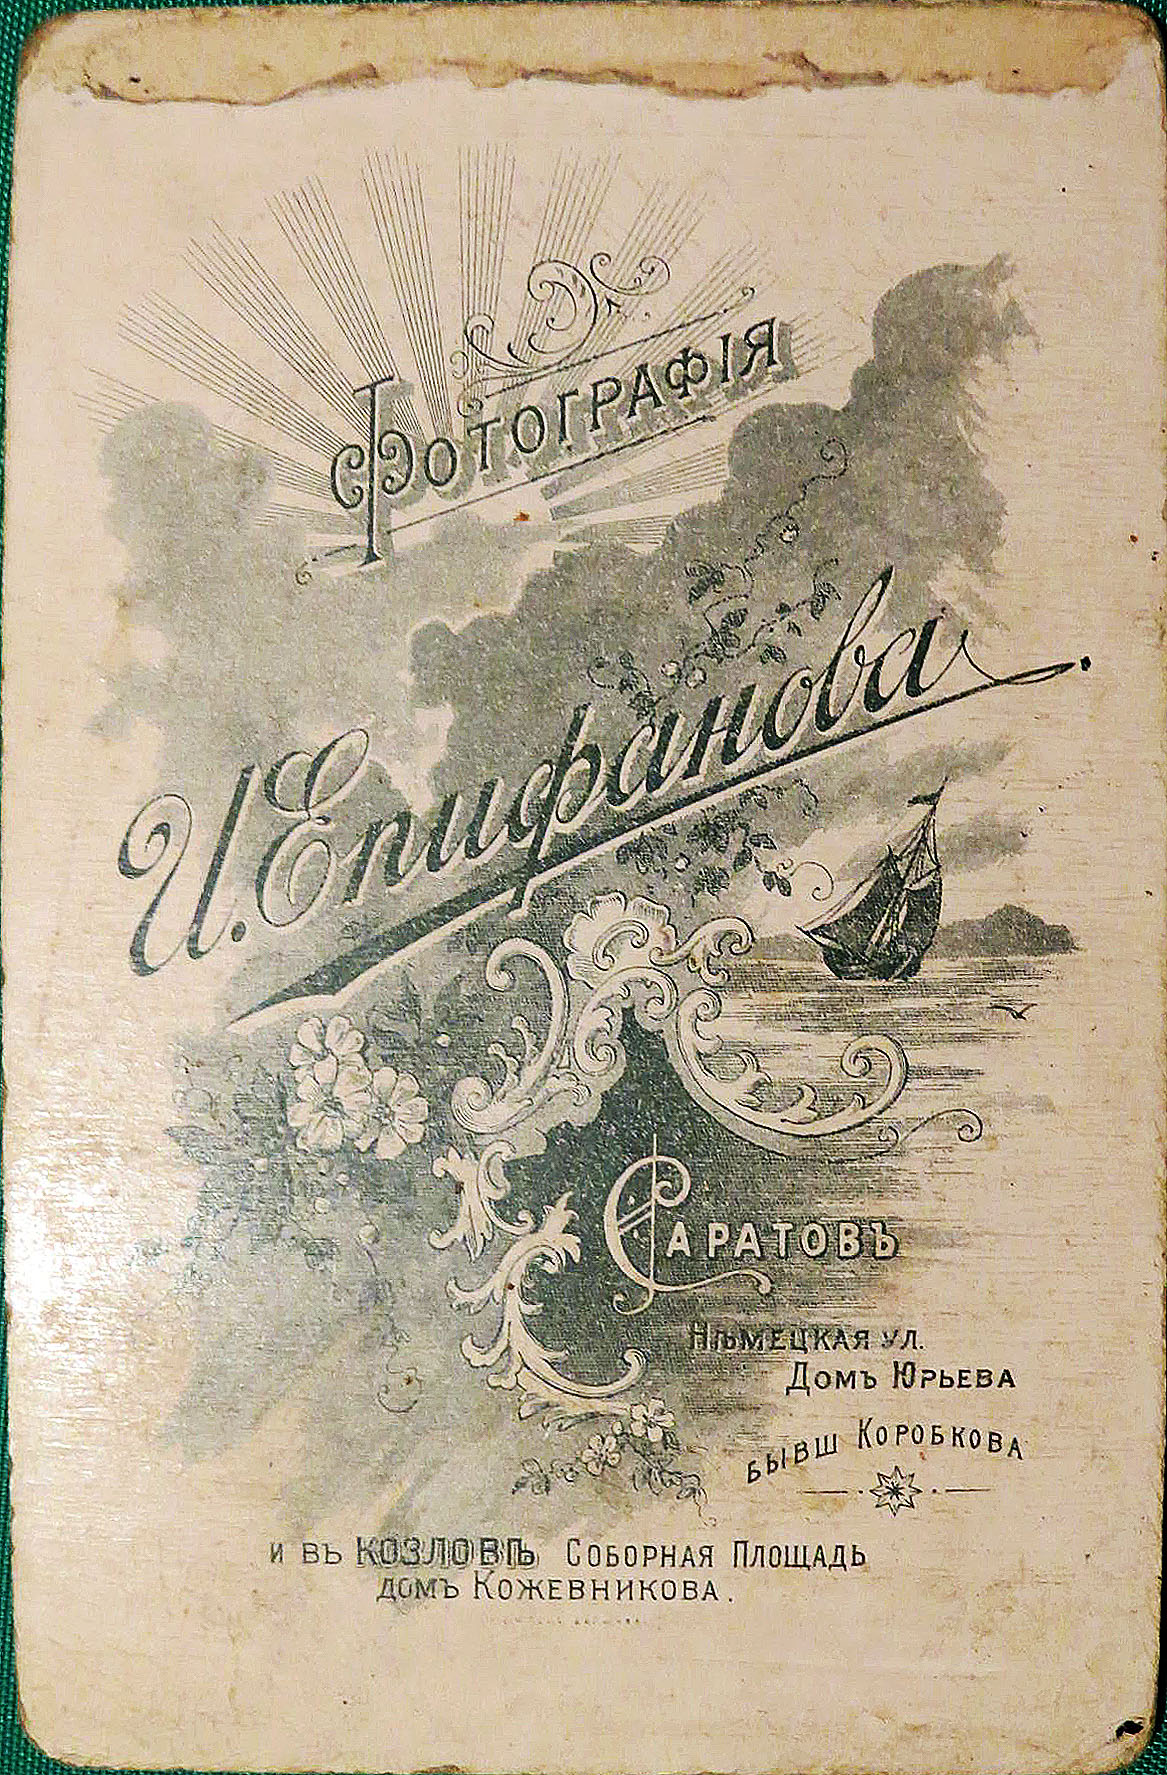 Фотографія
И. Епифанова.
Саратовъ
Нѣмецкая ул.
Домъ Юрьева
бывш Коробкова
и въ Козловѣ Соборная Площадь
домъ Кожевникова.